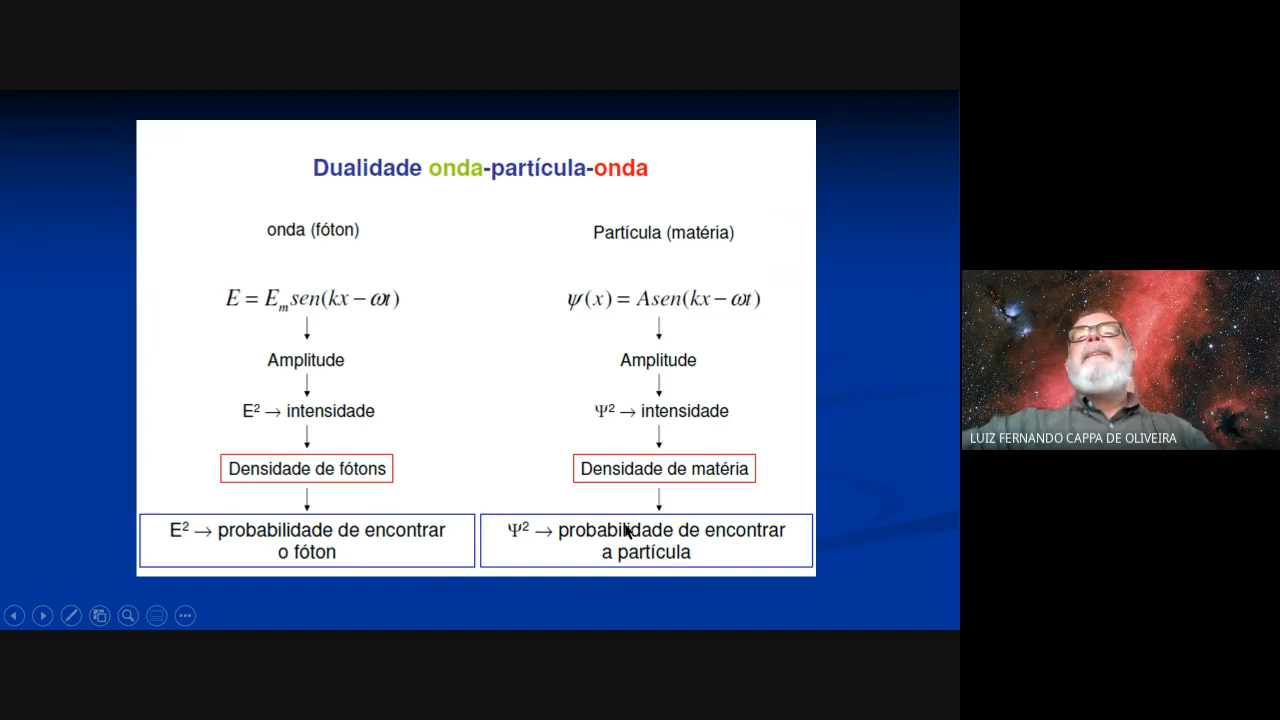 Dualidade onda-partícula-onda
onda (fóton)
Partícula (matéria)
E = E_m sen(kx − ωt)
ψ(x) = Asen(kx − ωt)
Amplitude
Amplitude
E² → intensidade
Ψ² → intensidade
Densidade de fótons
Densidade de matéria
E² → probabilidade de encontrar
o fóton
Ψ² → probabilidade de encontrar
a partícula
LUIZ FERNANDO CAPPA DE OLIVEIRA